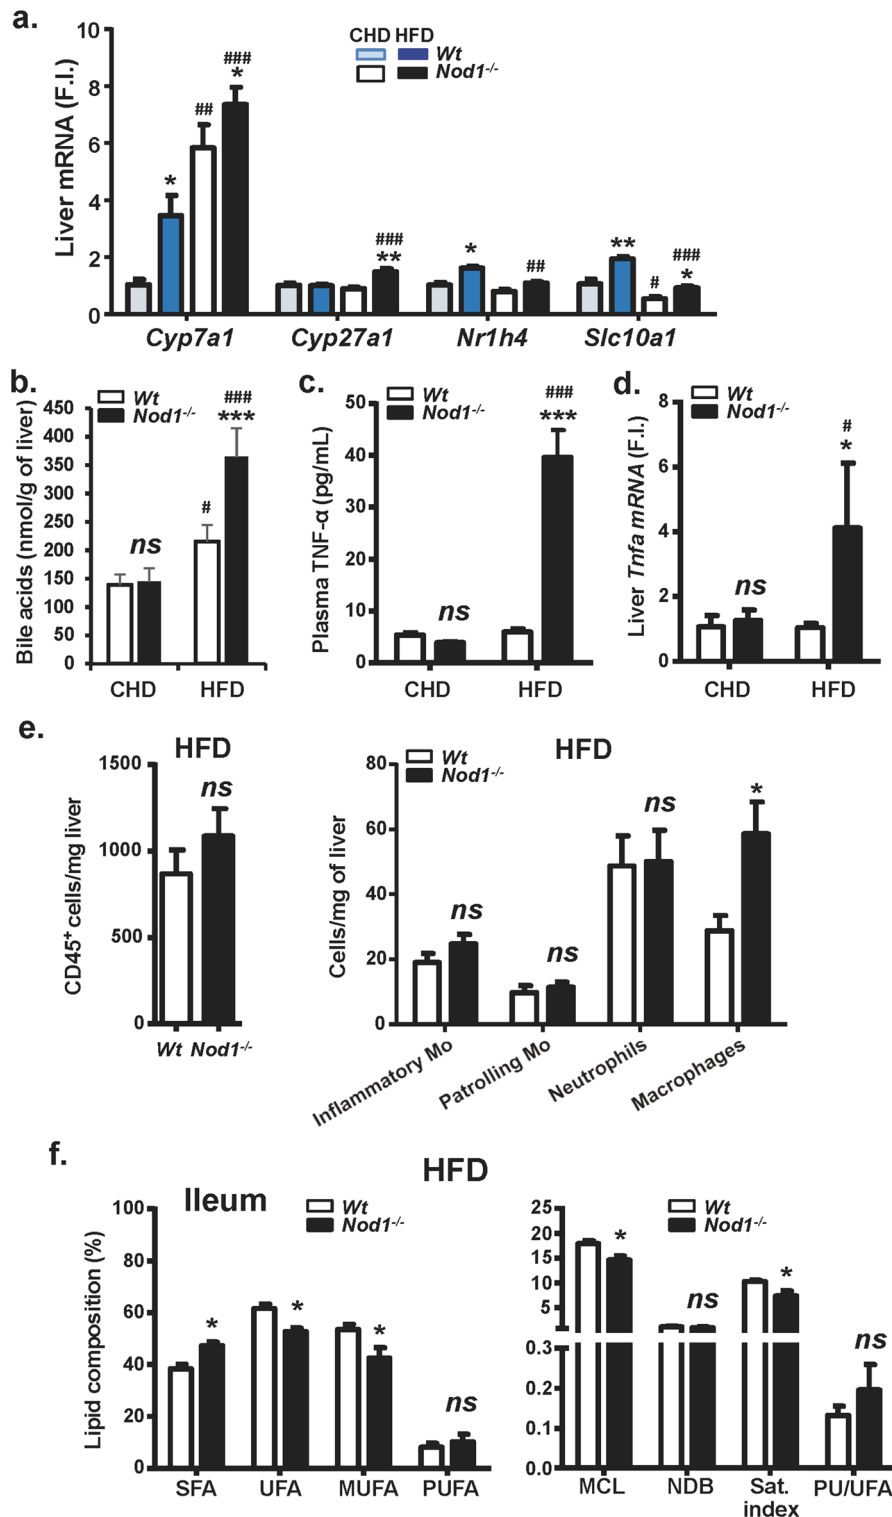 a.
Liver mRNA (F.I.)
10
8
6
4
2
0
CHD HFD
Wt
Nod1-/-
*
##
###
*
###
**
*
##
**
#
###
*
Cyp7a1 Cyp27a1 Nr1h4 Slc10a1
b.
Bile acids (nmol/g of liver)
450
400
350
300
250
200
150
100
50
0
Wt
Nod1-/-
ns
#
###
***
CHD HFD
c.
Plasma TNF-α (pg/mL)
50
40
30
20
10
0
Wt
Nod1-/-
ns
###
***
CHD HFD
d.
Liver Tnfa mRNA (F.I.)
8
6
4
2
0
Wt
Nod1-/-
ns
#
*
CHD HFD
e.
HFD
CD45+ cells/mg liver
1500
1000
500
0
ns
Wt Nod1-/-
HFD
Cells/mg of liver
80
60
40
20
0
Wt
Nod1-/-
ns
ns
ns
*
Inflammatory Mo
Patrolling Mo
Neutrophils
Macrophages
f.
HFD
Ileum
Lipid composition (%)
100
80
60
40
20
0
Wt
Nod1-/-
*
*
*
ns
SFA UFA MUFA PUFA
25
20
15
10
5
0.3
0.2
0.1
0.0
Wt
Nod1-/-
*
ns
*
ns
MCL NDB Sat. PU/UFA
index